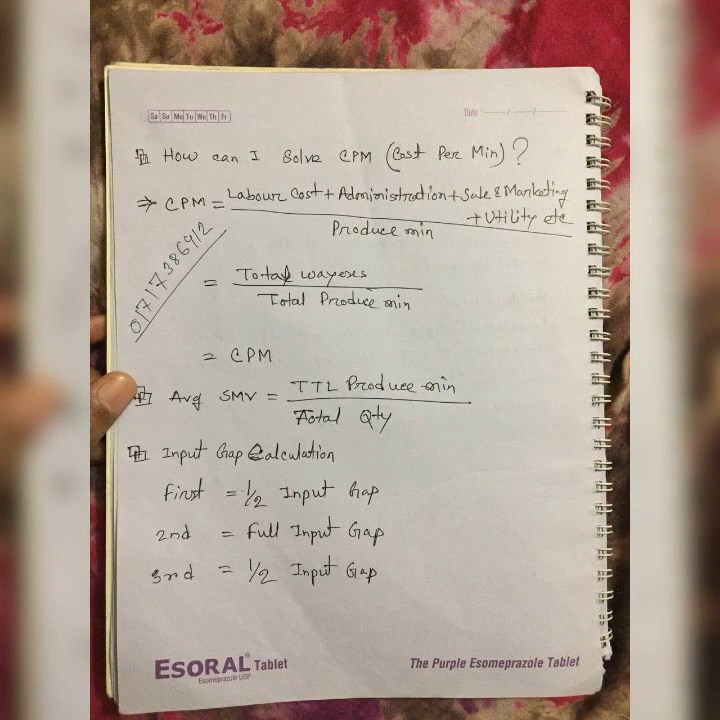 Sa Su Mo Tu We Th Fr
Date :
How can I Solve CPM (Cost Per Min)?
⇒ CPM = Labour Cost + Administration + Sale & Marketing + Utility etc
Produce min
01717386912
= Total wayeses
Total Produce min
= CPM
Avg SMV = TTL Produce min
Total Qty
Input Gap Calculation
First = 1/2 Input Gap
2nd = Full Input Gap
3rd = 1/2 Input Gap
ESORAL® Tablet
Esomeprazole USP
The Purple Esomeprazole Tablet